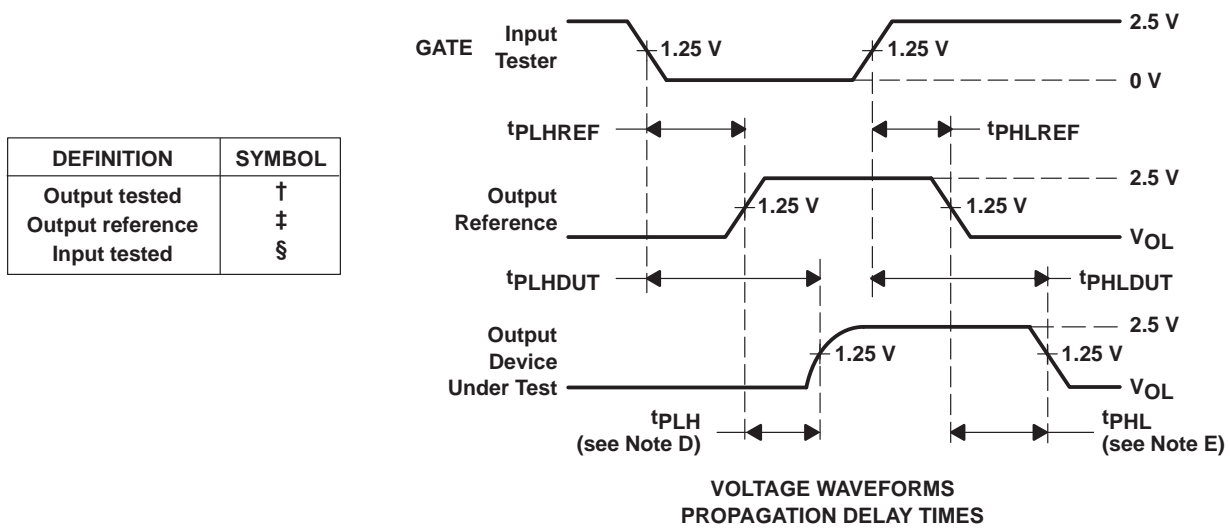 DEFINITION SYMBOL
Output tested †
Output reference ‡
Input tested §
GATE
Input
Tester
1.25 V
1.25 V
2.5 V
0 V
tPLHREF
tPHLREF
Output
Reference
1.25 V
1.25 V
2.5 V
VOL
tPLHDUT
tPHLDUT
Output
Device
Under Test
1.25 V
1.25 V
2.5 V
VOL
tPLH
(see Note D)
tPHL
(see Note E)
VOLTAGE WAVEFORMS
PROPAGATION DELAY TIMES